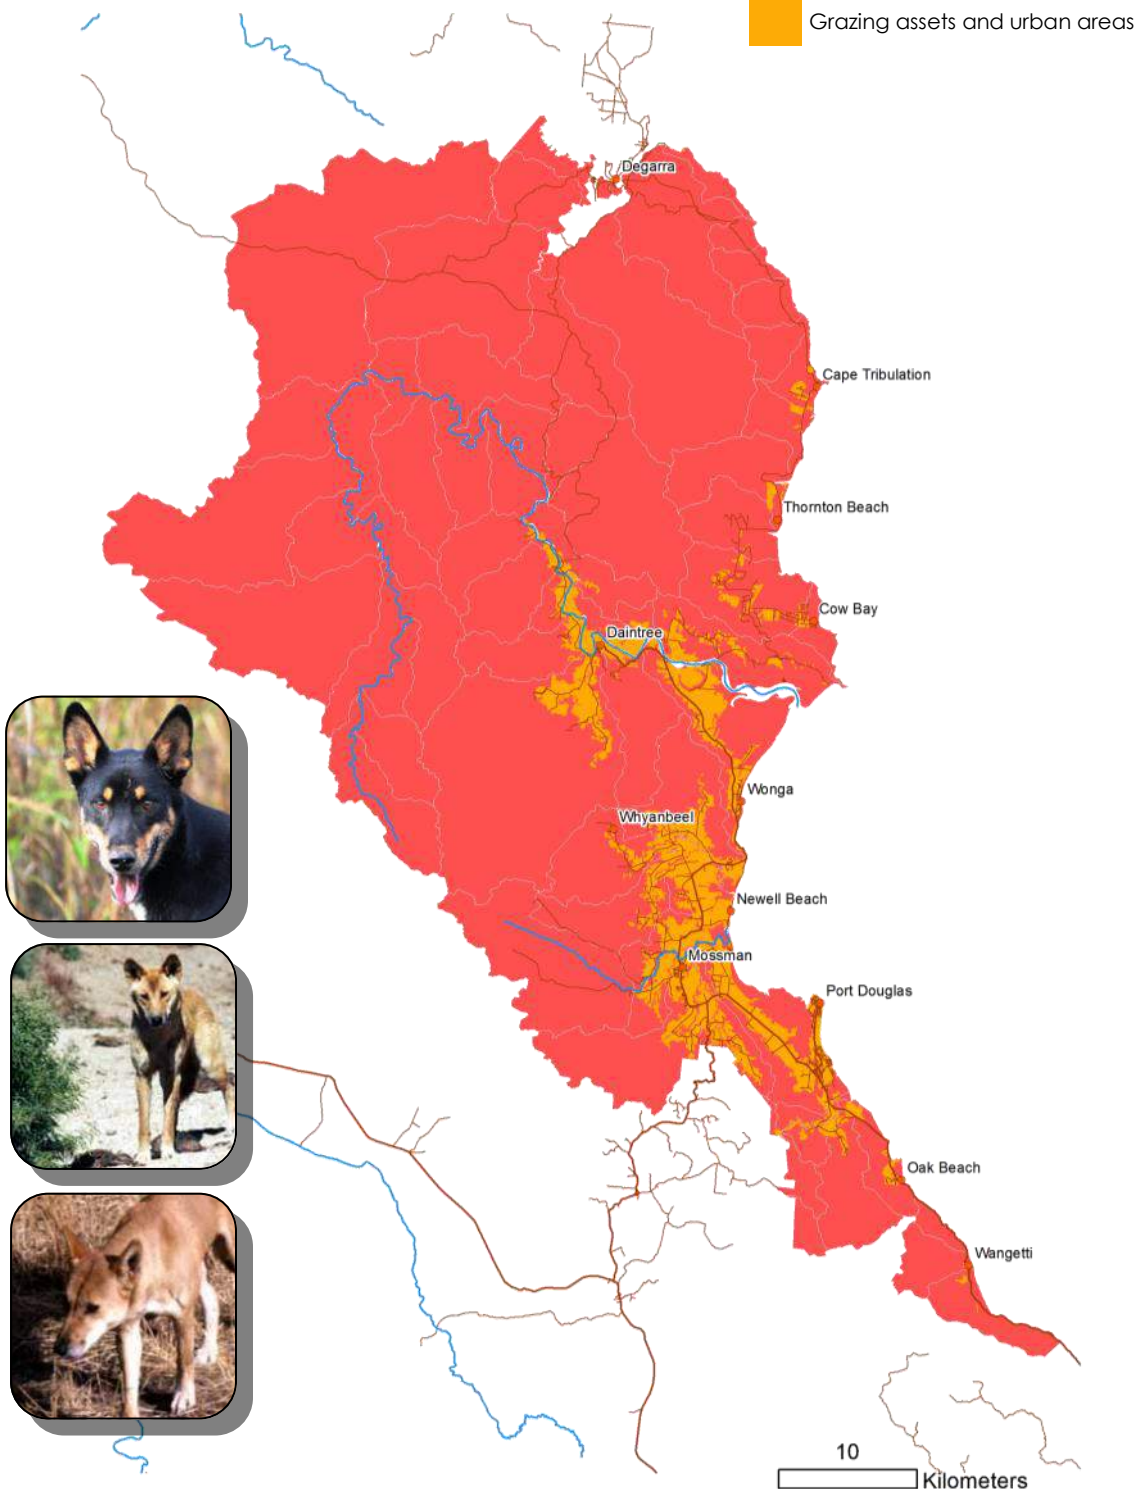 Grazing assets and urban areas
Degarra
Cape Tribulation
Thornton Beach
Cow Bay
Daintree
Wonga
Whyanbeel
Newell Beach
Mossman
Port Douglas
Oak Beach
Wangetti
10
Kilometers